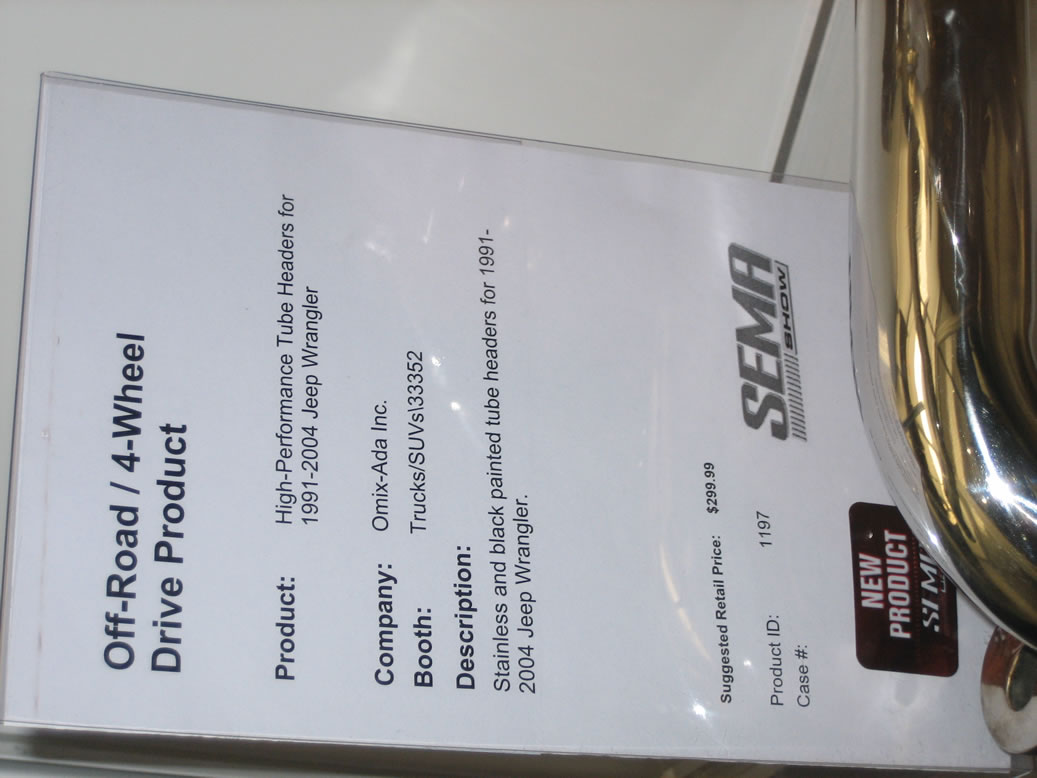 Off-Road / 4-Wheel
Drive Product
Product: High-Performance Tube Headers for
1991-2004 Jeep Wrangler
Company: Omix-Ada Inc.
Booth: Trucks/SUVs\33352
Description:
Stainless and black painted tube headers for 1991-
2004 Jeep Wrangler.
Suggested Retail Price: $299.99
Product ID: 1197
Case #:
SEMA
SHOW
NEW
PRODUCT